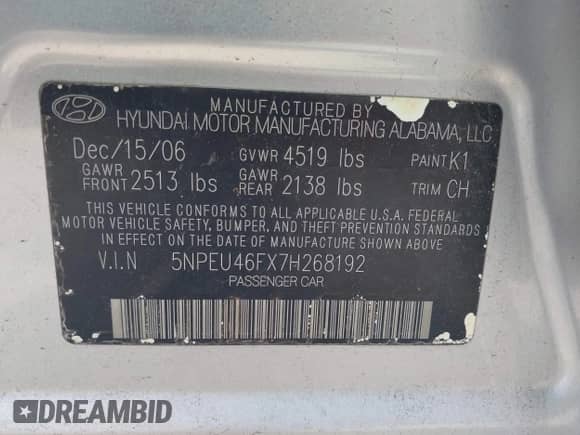 MANUFACTURED BY
HYUNDAI MOTOR MANUFACTURING ALABAMA, LLC
Dec/15/06 GVWR 4519 lbs PAINT K1
GAWR FRONT 2513 lbs GAWR REAR 2138 lbs TRIM CH
THIS VEHICLE CONFORMS TO ALL APPLICABLE U.S.A. FEDERAL
MOTOR VEHICLE SAFETY, BUMPER, AND THEFT PREVENTION
STANDARDS IN EFFECT ON THE DATE OF MANUFACTURE SHOWN ABOVE.
V.I.N 5NPEU46FX7H268192
PASSENGER CAR
DREAMBID